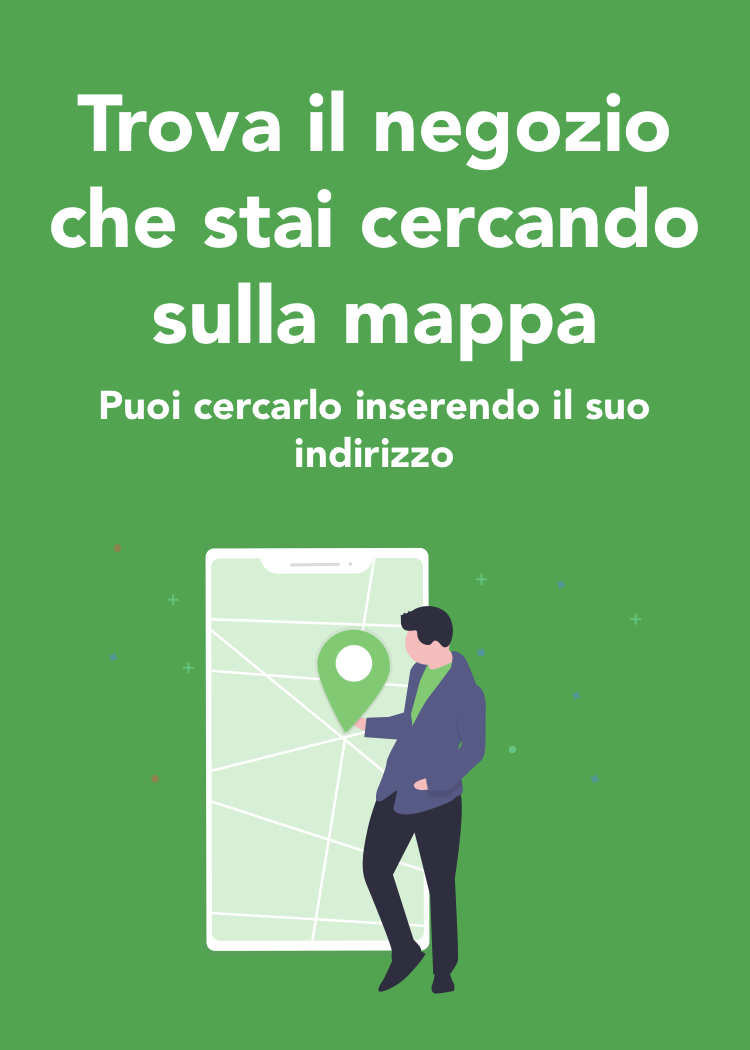 Trova il negozio
che stai cercando
sulla mappa
Puoi cercarlo inserendo il suo
indirizzo